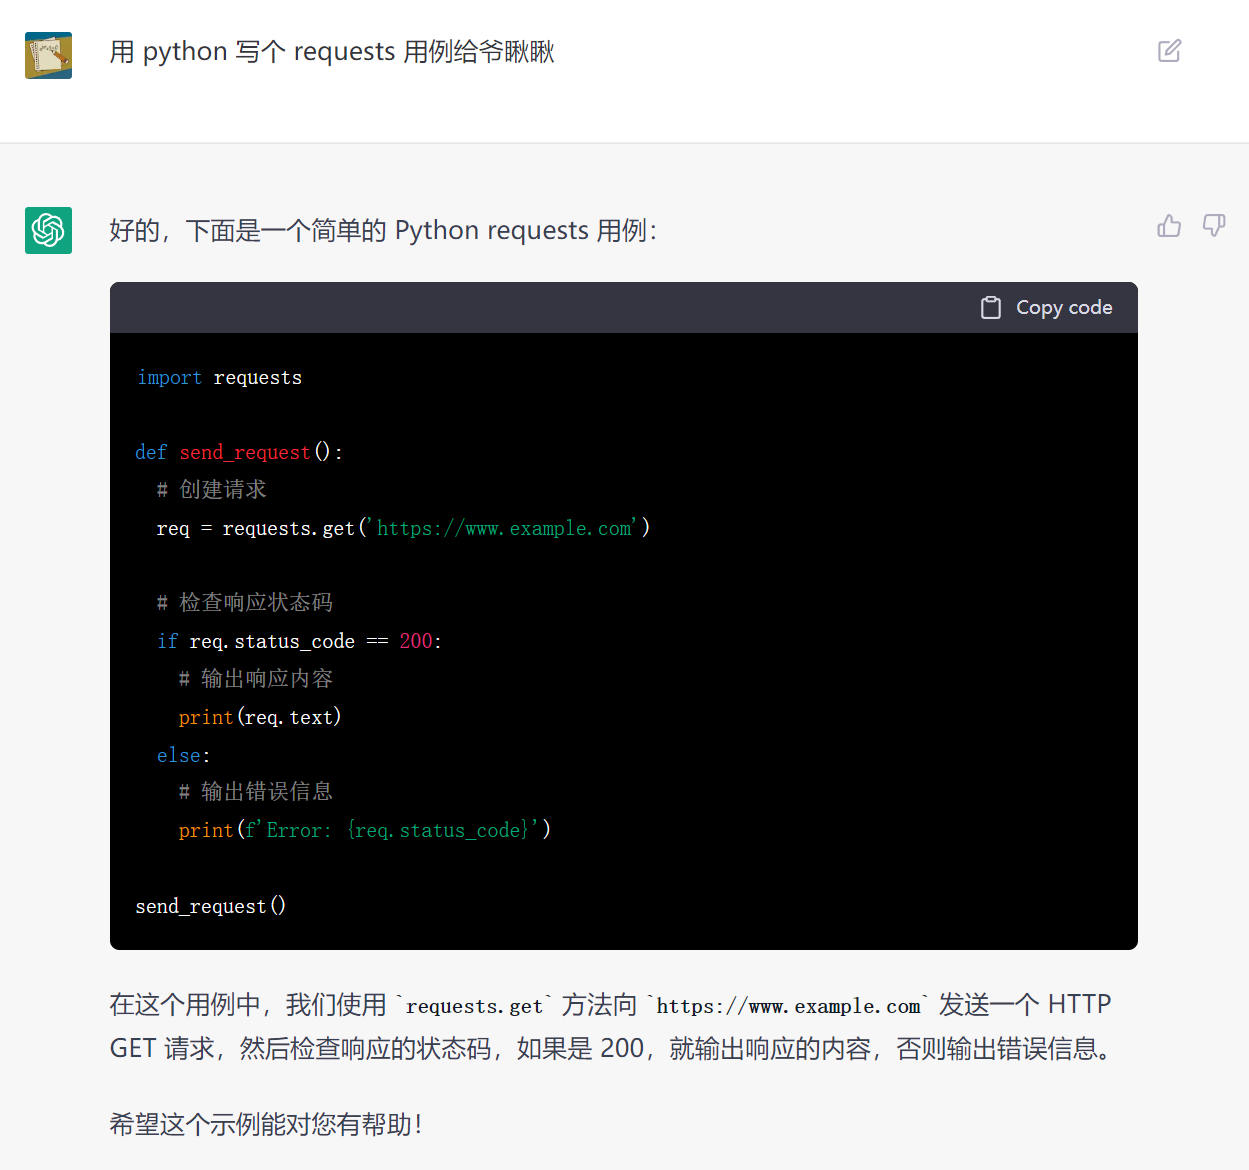 用 python 写个 requests 用例给爷瞅瞅
好的，下面是一个简单的 Python requests 用例：
Copy code
import requests
def send_request():
# 创建请求
req = requests.get('https://www.example.com')
# 检查响应状态码
if req.status_code == 200:
# 输出响应内容
print(req.text)
else:
# 输出错误信息
print(f'Error: {req.status_code}')
send_request()
在这个用例中，我们使用 `requests.get` 方法向 `https://www.example.com` 发送一个 HTTP
GET 请求，然后检查响应的状态码，如果是 200，就输出响应的内容，否则输出错误信息。
希望这个示例能对您有帮助！